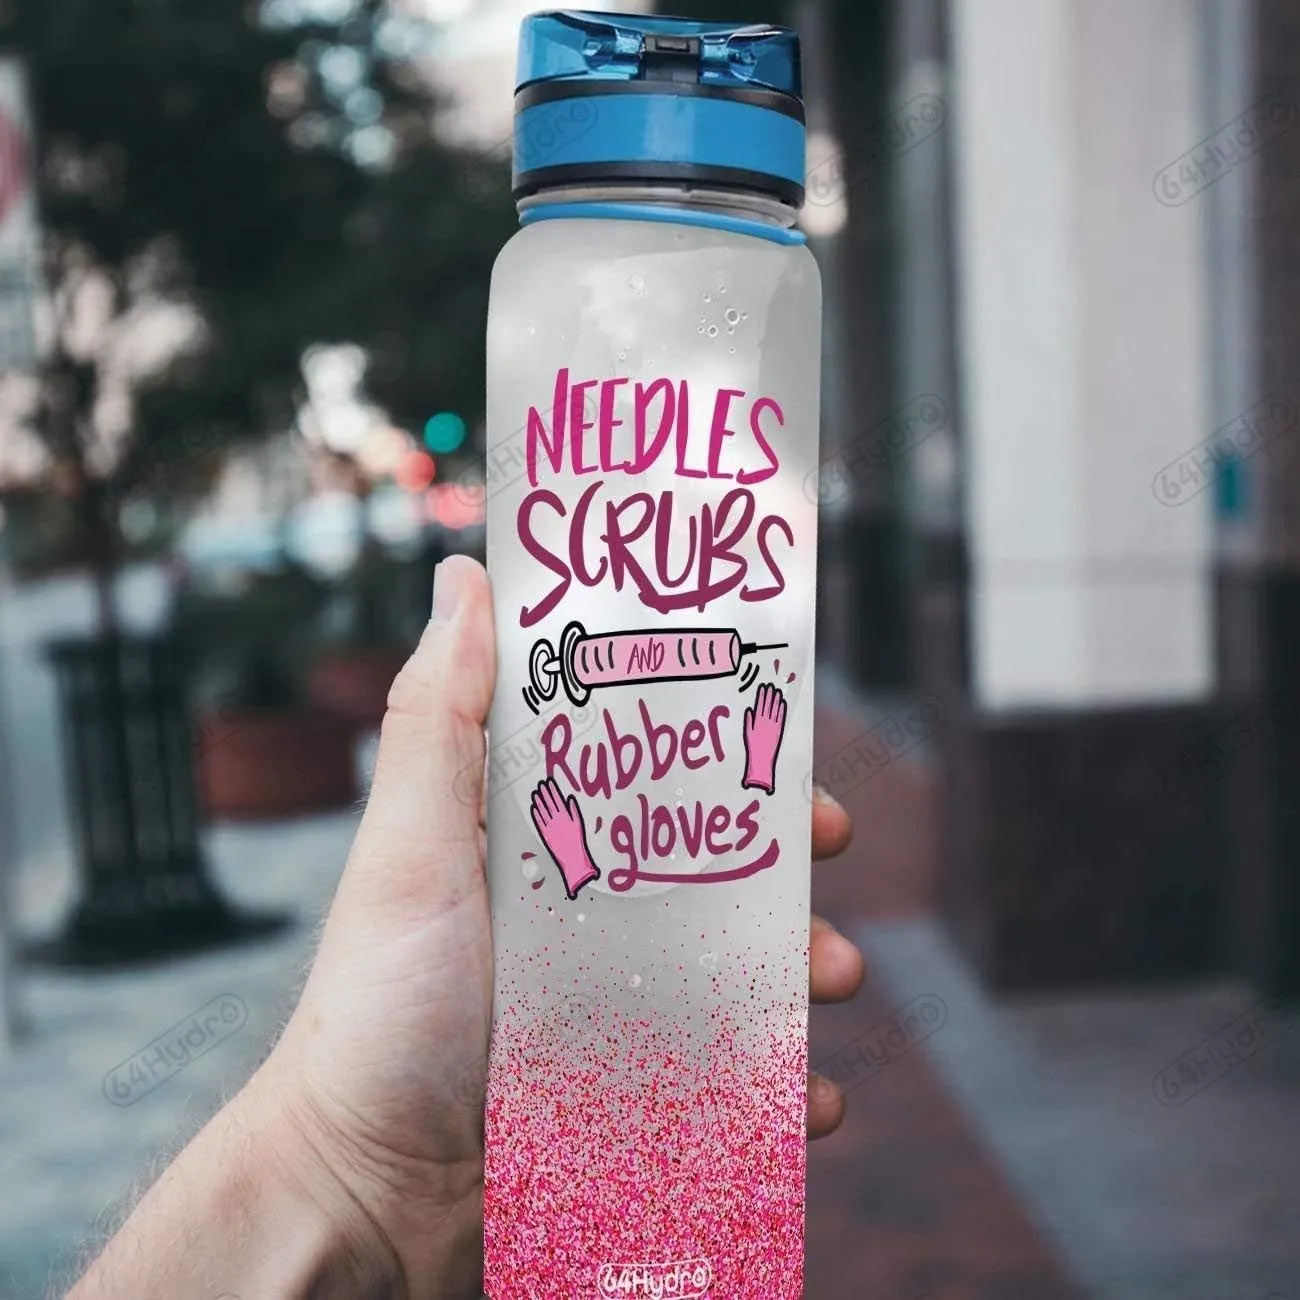 NEEDLES
SCRUBS
AND
Rubber
gloves
64Hydro